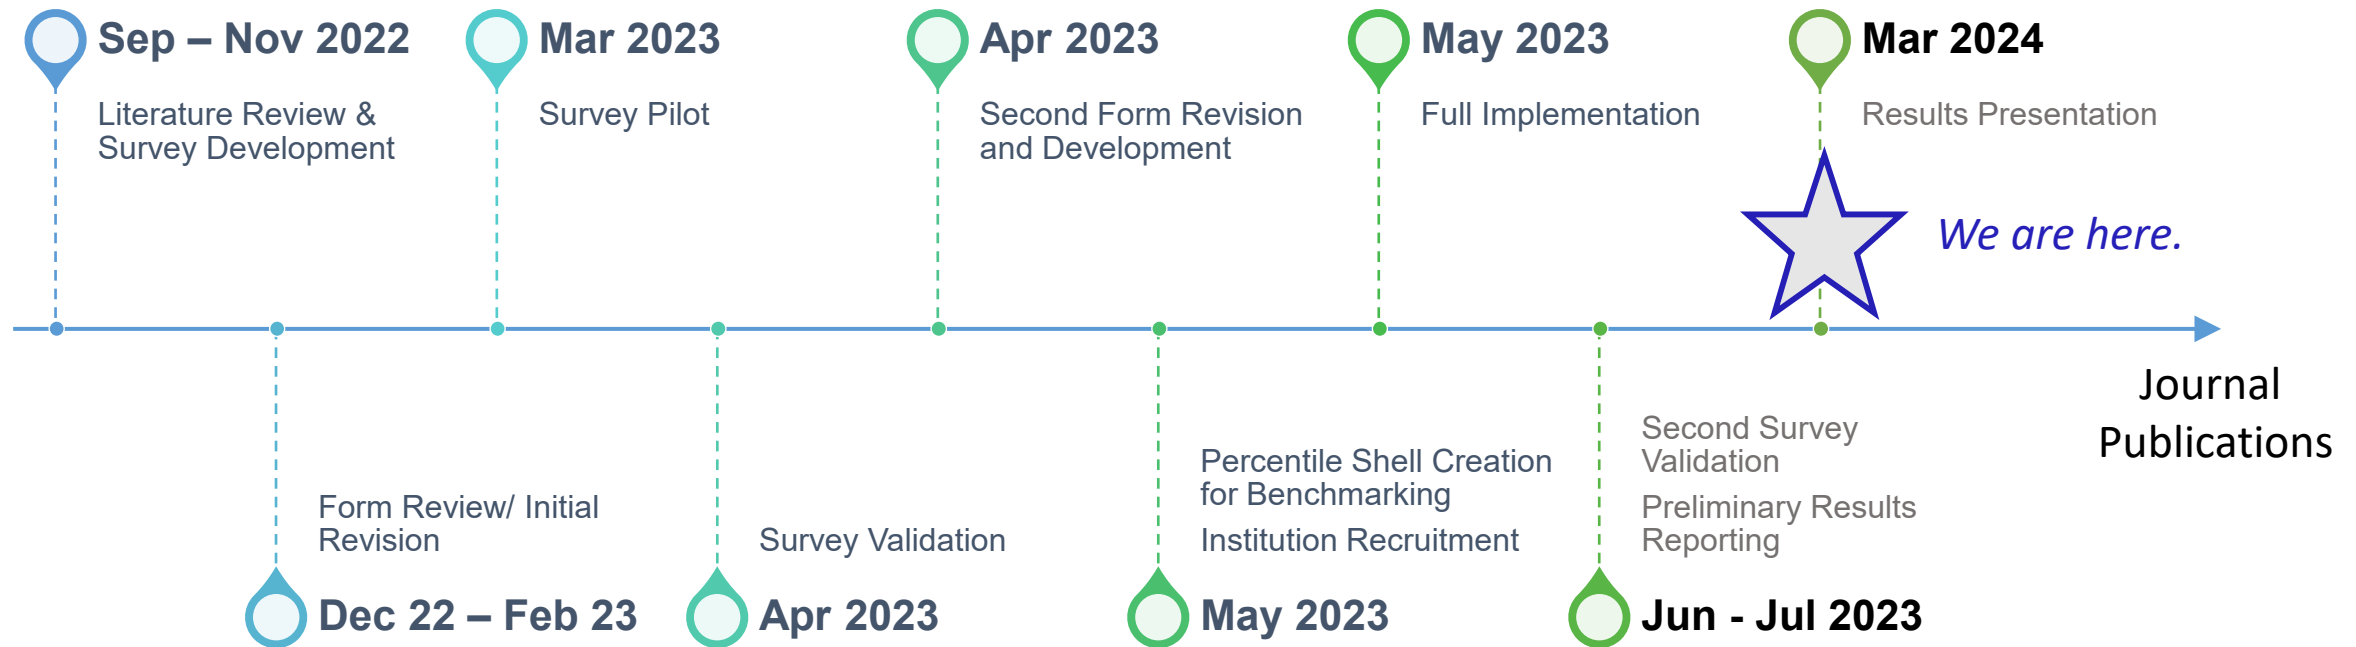 Sep – Nov 2022
Literature Review &
Survey Development
Mar 2023
Survey Pilot
Apr 2023
Second Form Revision
and Development
May 2023
Full Implementation
Mar 2024
Results Presentation
We are here.
Journal
Publications
Form Review/ Initial
Revision
Dec 22 – Feb 23
Survey Validation
Apr 2023
Percentile Shell Creation
for Benchmarking
Institution Recruitment
May 2023
Second Survey
Validation
Preliminary Results
Reporting
Jun - Jul 2023